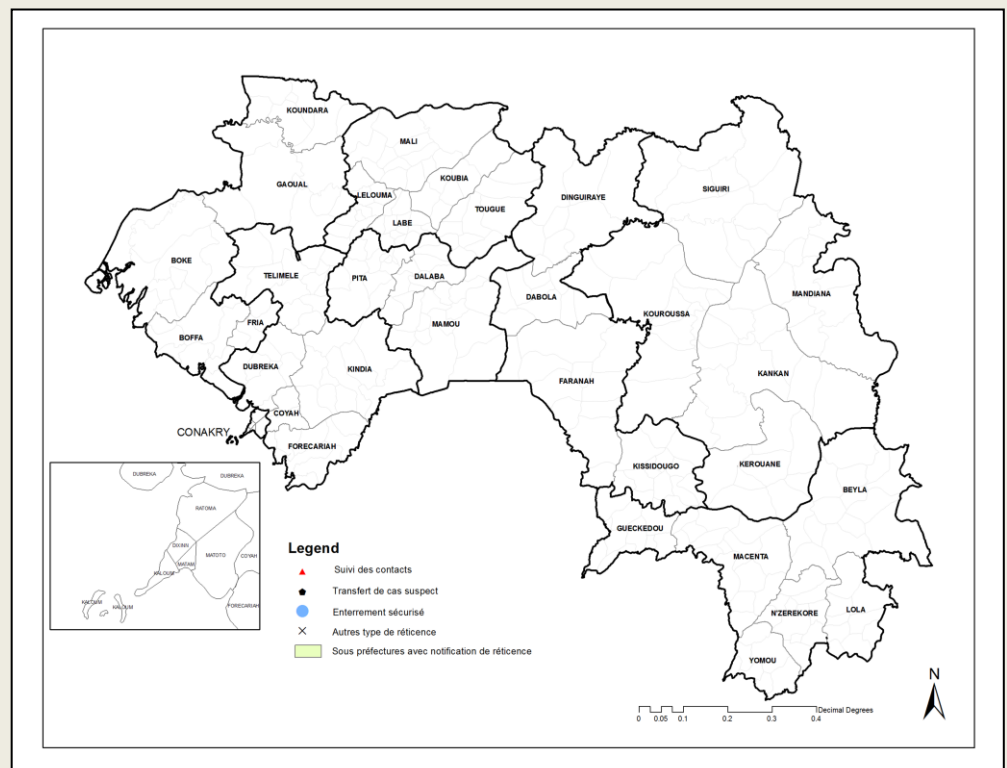 KOUNDARA
MALI
GAOUAL
KOUBIA
LELOUMA
TOUGUE
LABE
DINGUIRAYE
SIGUIRI
BOKE
TELIMELE
PITA
DALABA
DABOLA
MANDIANA
KOUROUSSA
FRIA
MAMOU
BOFFA
DUBREKA
KINDIA
FARANAH
KANKAN
COYAH
CONAKRY
FORECARIAH
KISSIDOUGO
KEROUANE
BEYLA
GUECKEDOU
MACENTA
N'ZEREKORE
LOLA
YOMOU
DUBREKA
DUBREKA
RATOMA
DIXINN
MATOTO
COYAH
MATAM
KALOUM
KALOUM
KALOUM
FORECARIAH
Legend
Suivi des contacts
Transfert de cas suspect
Enterrement sécurisé
Autres type de réticence
Sous préfectures avec notification de réticence
N
Decimal Degrees
0 0.05 0.1 0.2 0.3 0.4